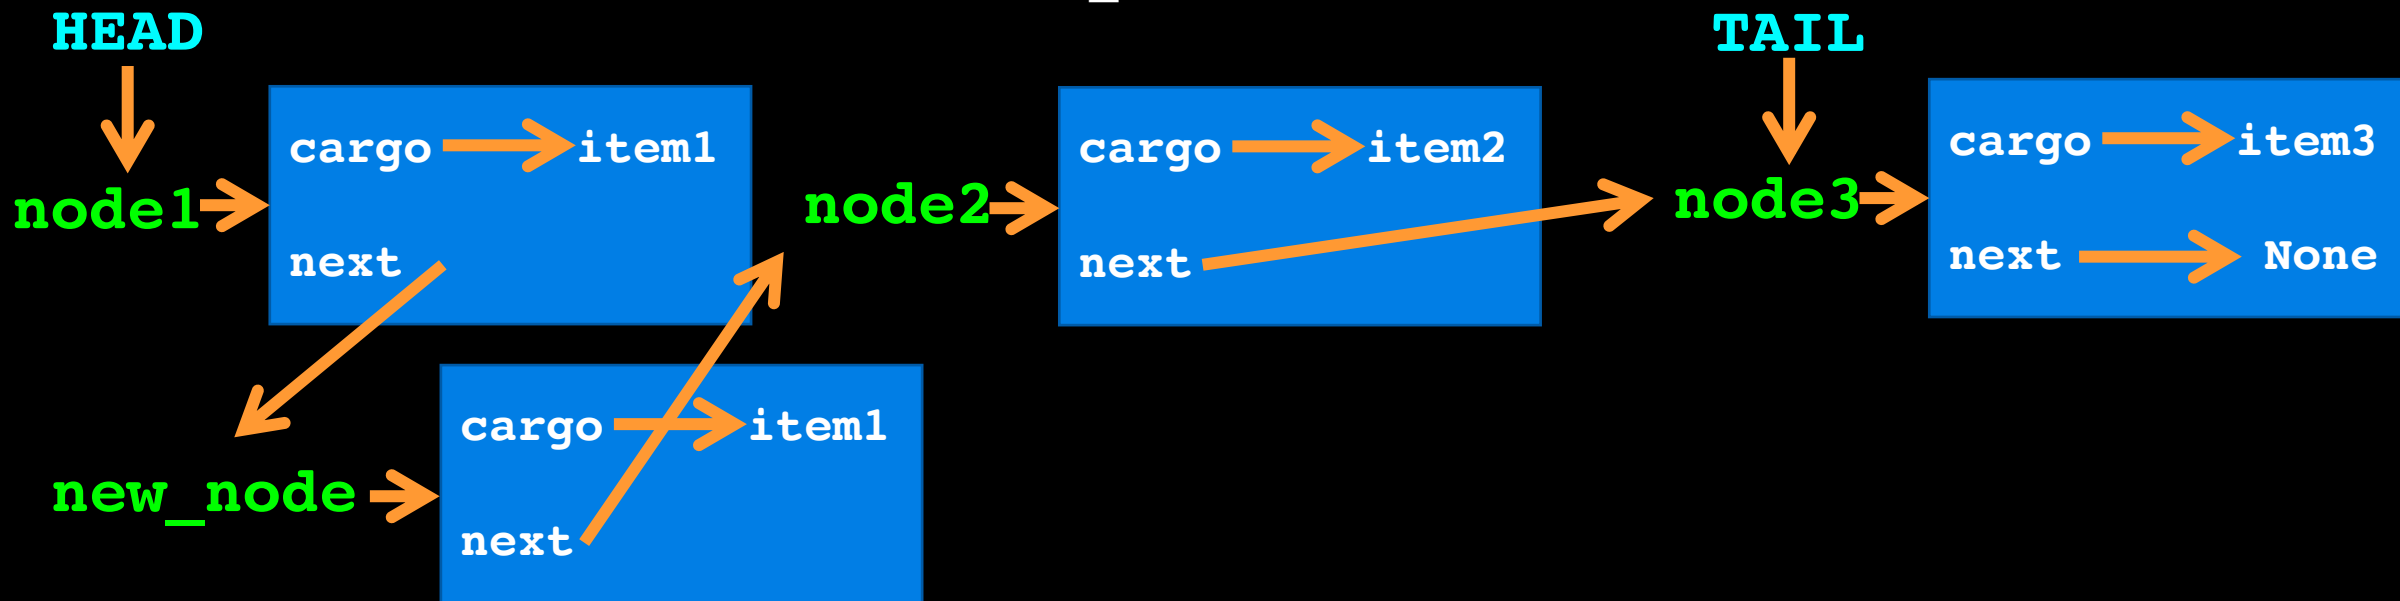 HEAD
TAIL
cargo item1
cargo item2
cargo item3
node1
node2
node3
next
next
next None
cargo item1
new_node
next